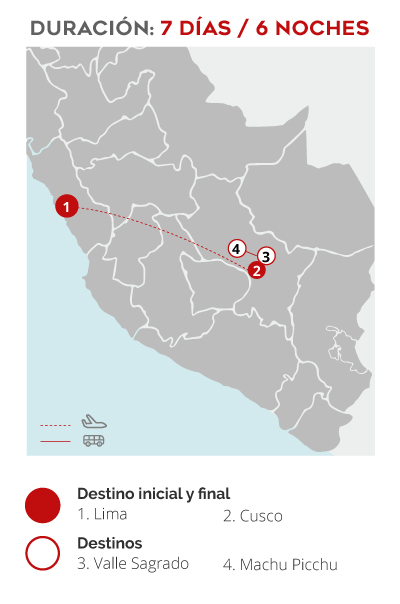 DURACIÓN: 7 DÍAS / 6 NOCHES
1
4
3
2
Destino inicial y final
1. Lima 2. Cusco
Destinos
3. Valle Sagrado 4. Machu Picchu